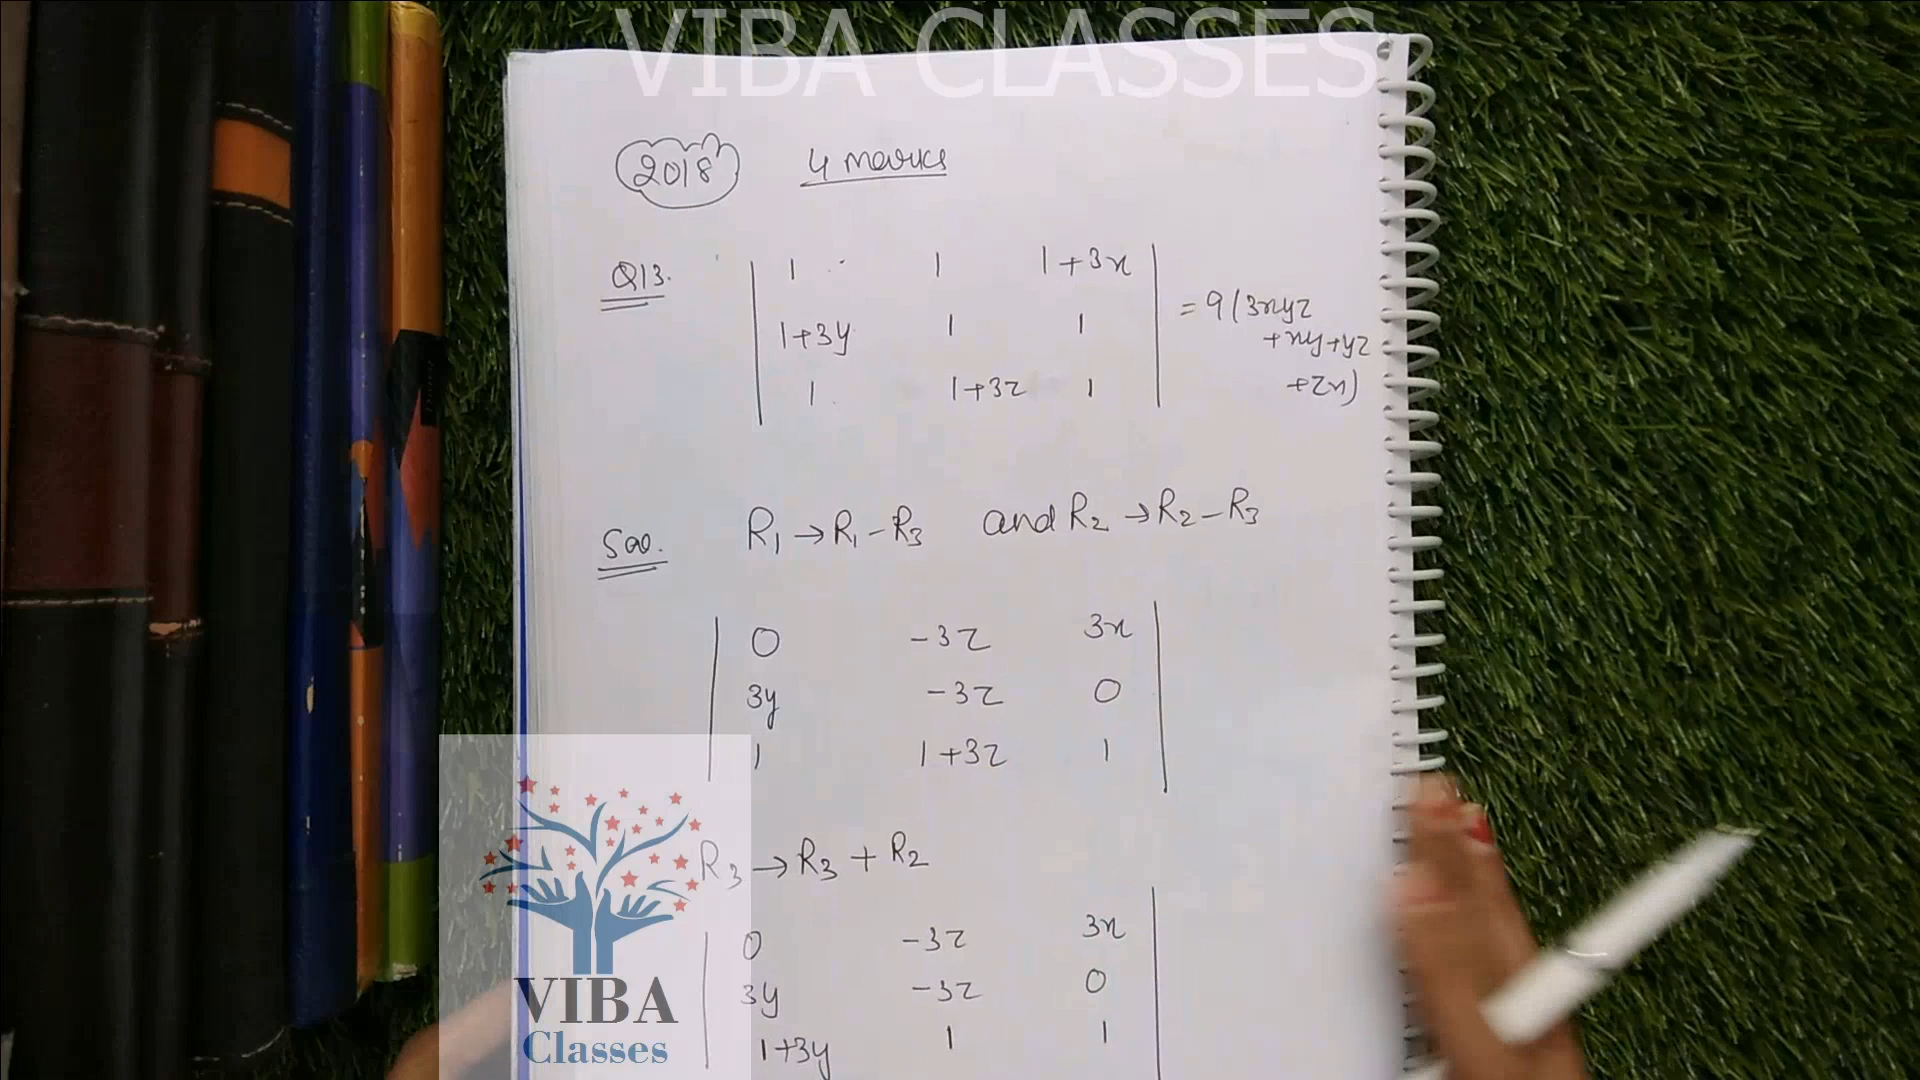 VIBA CLASSES
2018 4 marks
Q13. | 1 1 1+3x |
| 1+3y 1 1 | = 9(3xyz
+xy+yz
| 1 1+3z 1 | +zx)
Sol. R1 → R1 - R3 and R2 → R2 - R3
| 0 -3z 3x |
| 3y -3z 0 |
| 1 1+3z 1 |
R3 → R3 + R2
| 0 -3z 3x |
| 3y -3z 0 |
| 1+3y 1 1 |
VIBA
Classes